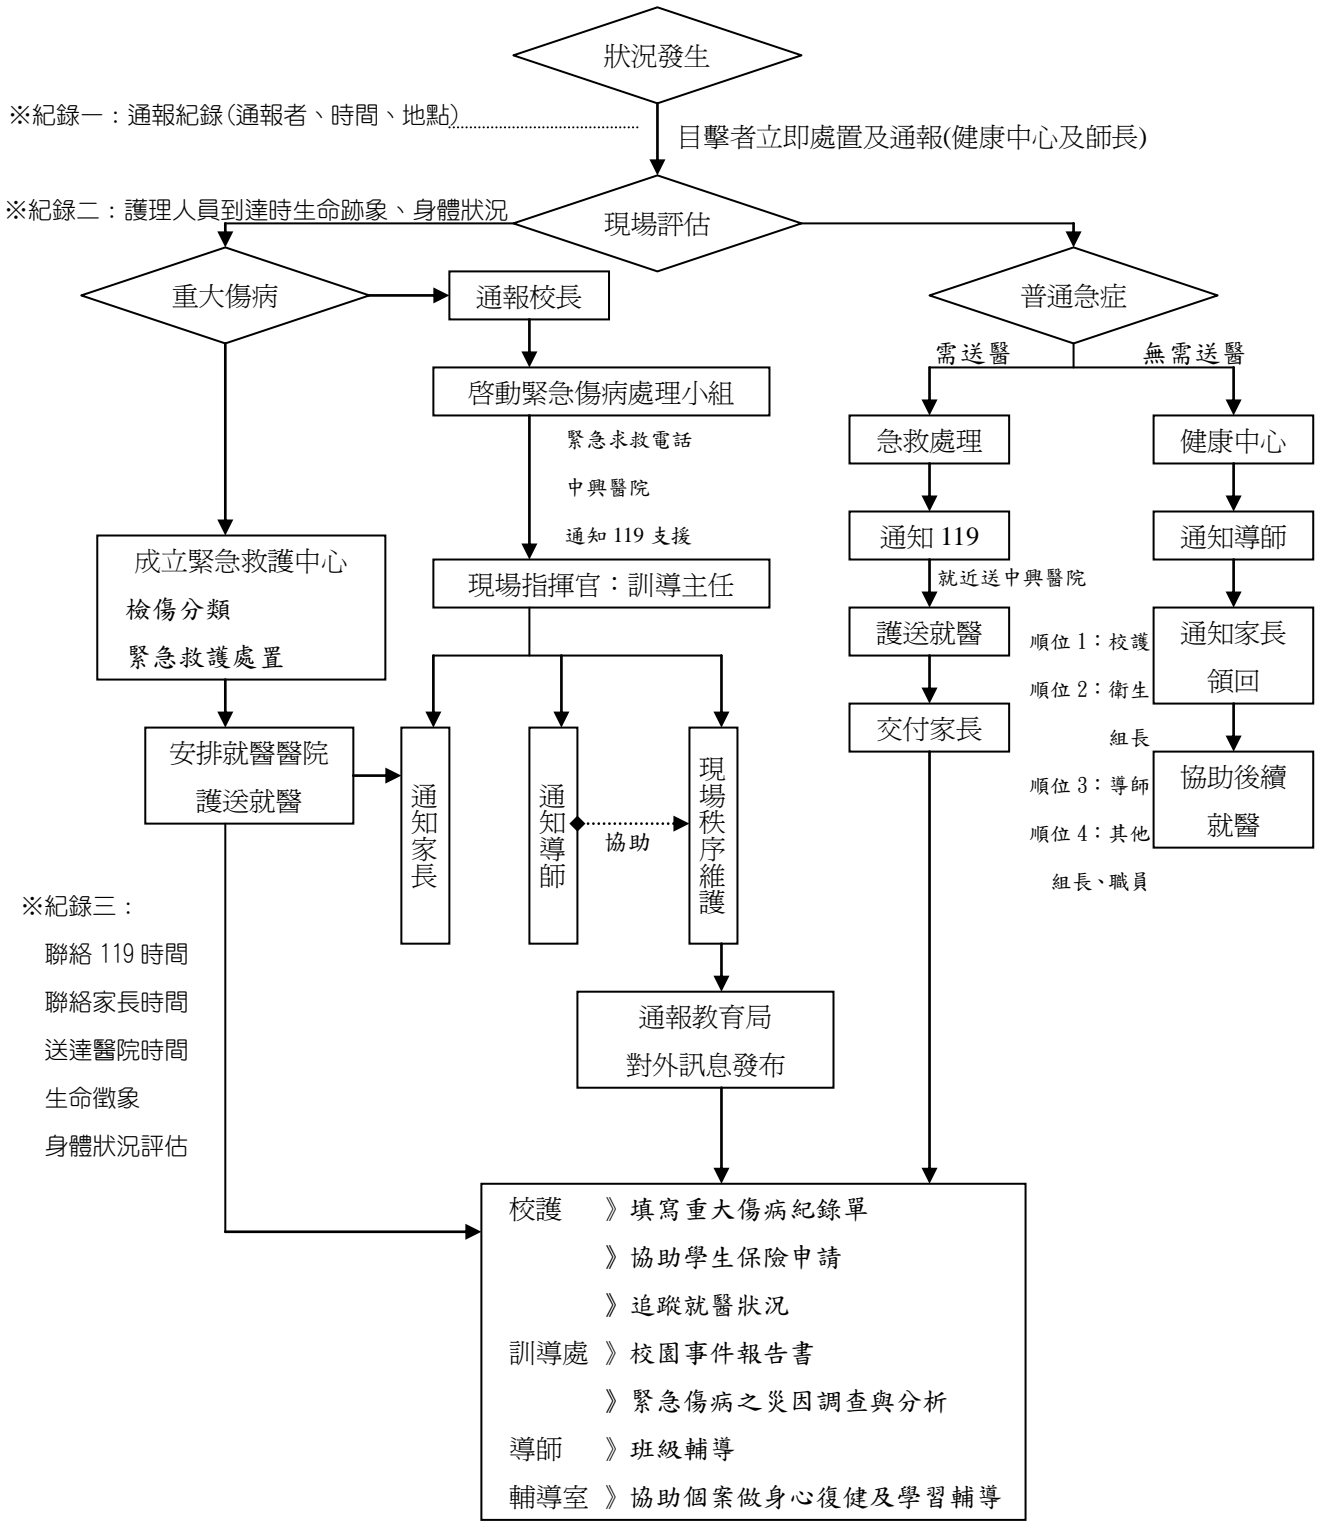 狀況發生
※紀錄一：通報紀錄(通報者、時間、地點)
目擊者立即處置及通報(健康中心及師長)
※紀錄二：護理人員到達時生命跡象、身體狀況
現場評估
重大傷病
通報校長
普通急症
需送醫
無需送醫
啓動緊急傷病處理小組
緊急求救電話
中興醫院
通知 119 支援
急救處理
健康中心
通知 119
通知導師
成立緊急救護中心
檢傷分類
緊急救護處置
現場指揮官：訓導主任
就近送中興醫院
護送就醫
通知家長
領回
順位 1：校護
順位 2：衛生
組長
順位 3：導師
順位 4：其他
組長、職員
交付家長
協助後續
就醫
安排就醫醫院
護送就醫
通知家長
通知導師
協助
現場秩序維護
※紀錄三：
聯絡 119 時間
聯絡家長時間
送達醫院時間
生命徵象
身體狀況評估
通報教育局
對外訊息發布
校護 》填寫重大傷病紀錄單
》協助學生保險申請
》追蹤就醫狀況
訓導處 》校園事件報告書
》緊急傷病之災因調查與分析
導師 》班級輔導
輔導室 》協助個案做身心復健及學習輔導